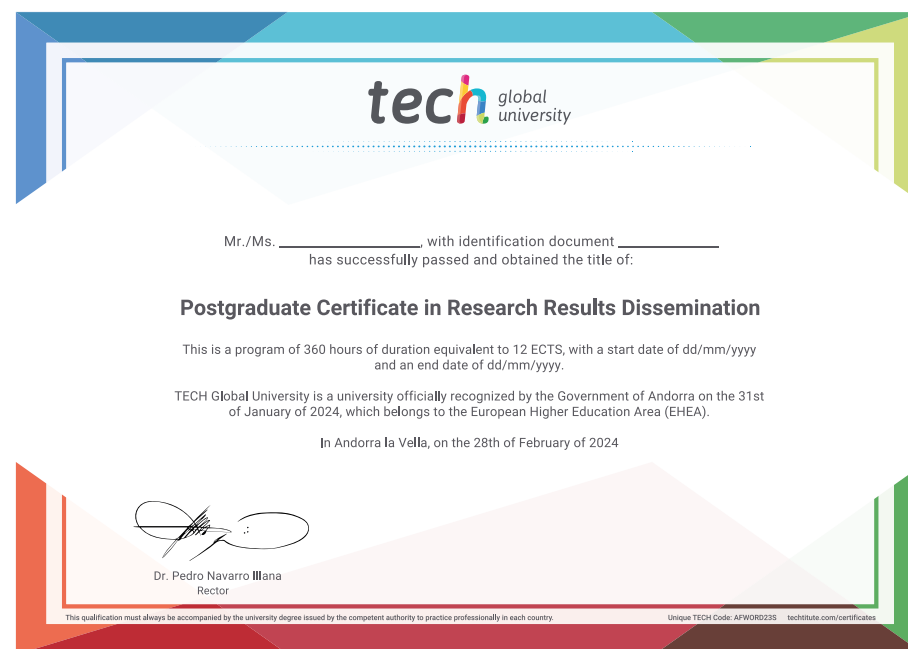 tech global
university
Mr./Ms. ____________________, with identification document ______________
has successfully passed and obtained the title of:
Postgraduate Certificate in Research Results Dissemination
This is a program of 360 hours of duration equivalent to 12 ECTS, with a start date of dd/mm/yyyy
and an end date of dd/mm/yyyy.
TECH Global University is a university officially recognized by the Government of Andorra on the 31st
of January of 2024, which belongs to the European Higher Education Area (EHEA).
In Andorra la Vella, on the 28th of February of 2024
Dr. Pedro Navarro Illana
Rector
This qualification must always be accompanied by the university degree issued by the competent authority to practice professionally in each country. Unique TECH Code: AFWORD23S techtitute.com/certificates